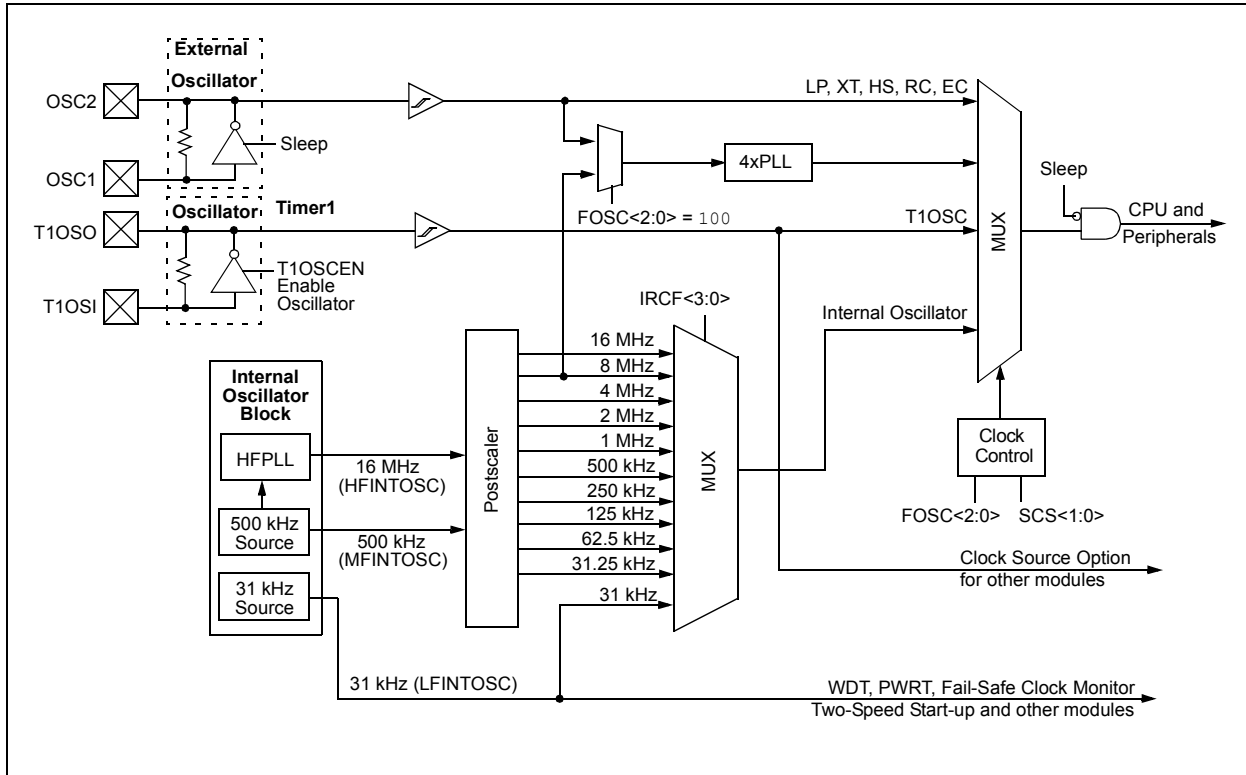 External
Oscillator
OSC2
Sleep
OSC1
LP, XT, HS, RC, EC
4xPLL
FOSC<2:0> = 100
Oscillator
Timer1
T1OSO
T1OSCEN
Enable
Oscillator
T1OSI
T1OSC
MUX
Sleep
CPU and
Peripherals
IRCF<3:0>
Internal Oscillator
Internal
Oscillator
Block
HFPLL
500 kHz
Source
31 kHz
Source
16 MHz
(HFINTOSC)
500 kHz
(MFINTOSC)
Postscaler
16 MHz
8 MHz
4 MHz
2 MHz
1 MHz
500 kHz
250 kHz
125 kHz
62.5 kHz
31.25 kHz
31 kHz
MUX
Clock
Control
FOSC<2:0>
SCS<1:0>
Clock Source Option
for other modules
31 kHz (LFINTOSC)
WDT, PWRT, Fail-Safe Clock Monitor
Two-Speed Start-up and other modules